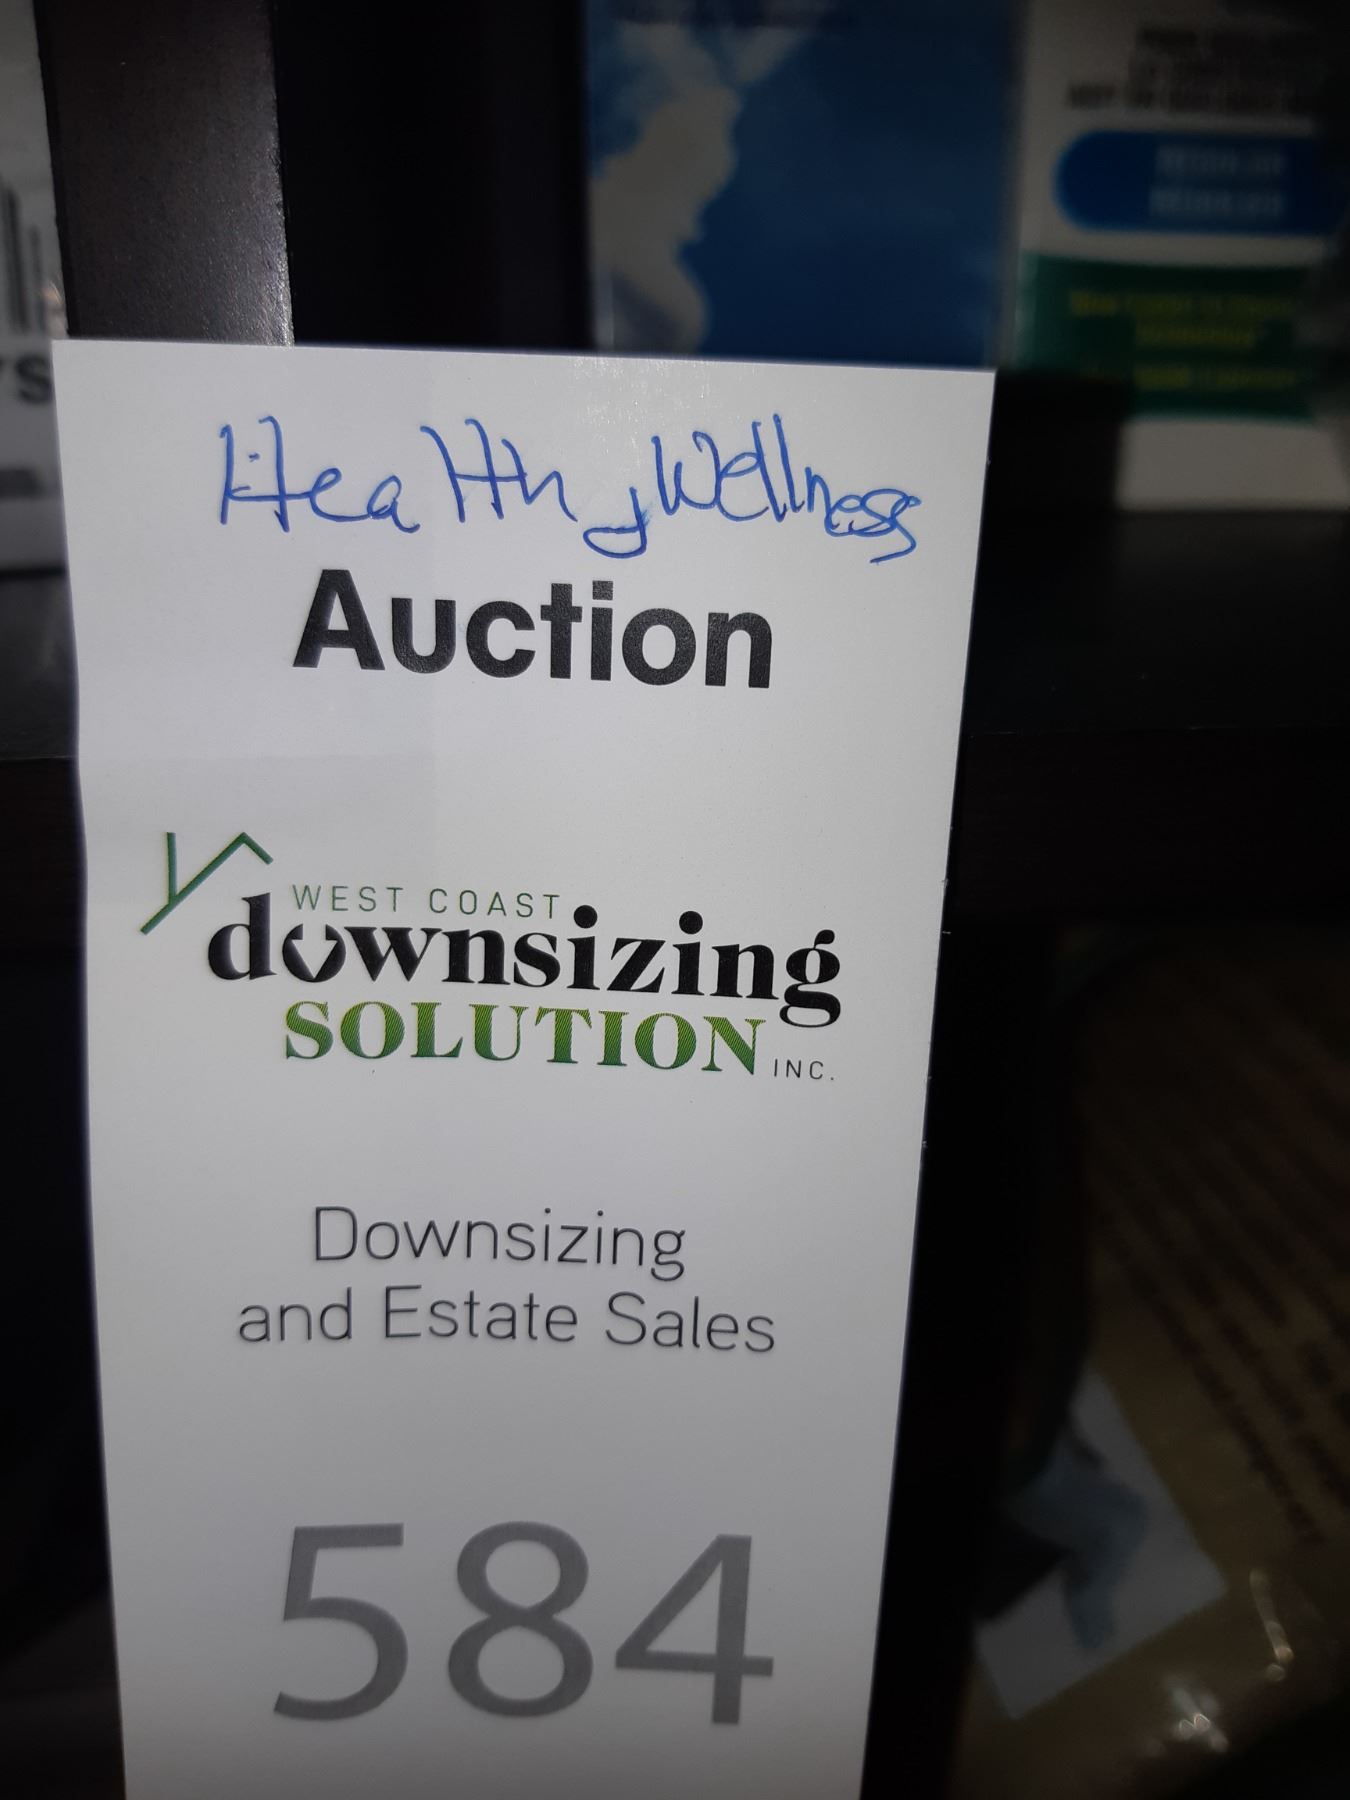 Health, Wellness
Auction
WEST COAST
downsizing
SOLUTION INC.
Downsizing
and Estate Sales
584